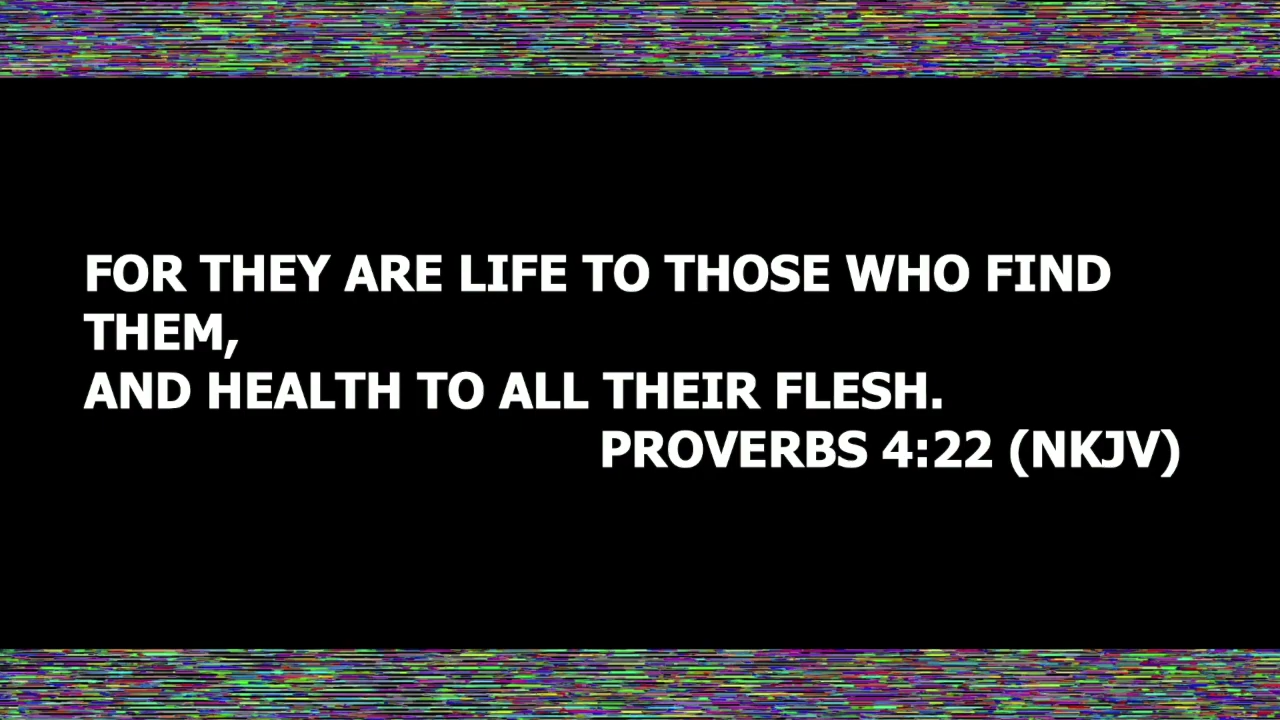 FOR THEY ARE LIFE TO THOSE WHO FIND
THEM,
AND HEALTH TO ALL THEIR FLESH.
PROVERBS 4:22 (NKJV)